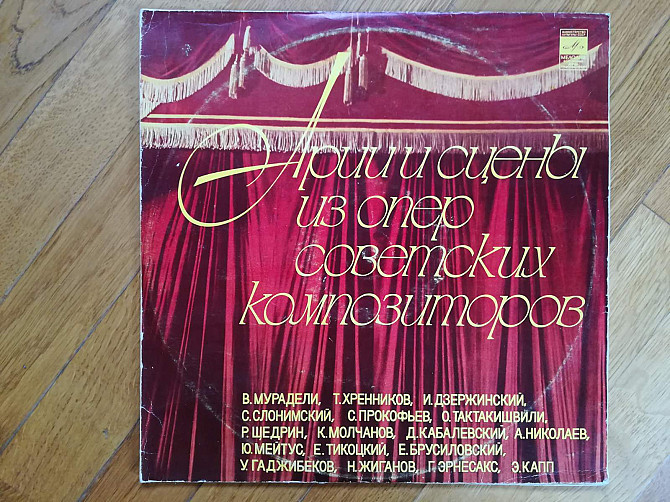 МЕЛОДИЯ
Арии и сцены
из опер
советских
композиторов
В.МУРАДЕЛИ, Т.ХРЕННИКОВ, И.ДЗЕРЖИНСКИЙ,
С.СЛОНИМСКИЙ, С.ПРОКОФЬЕВ, О.ТАКТАКИШВИЛИ,
Р.ЩЕДРИН, К.МОЛЧАНОВ, Д.КАБАЛЕВСКИЙ, А.НИКОЛАЕВ,
Ю.МЕЙТУС, Е.ТИКОЦКИЙ, Е.БРУСИЛОВСКИЙ,
У.ГАДЖИБЕКОВ, Н.ЖИГАНОВ, Г.ЭРНЕСАКС, Э.КАПП